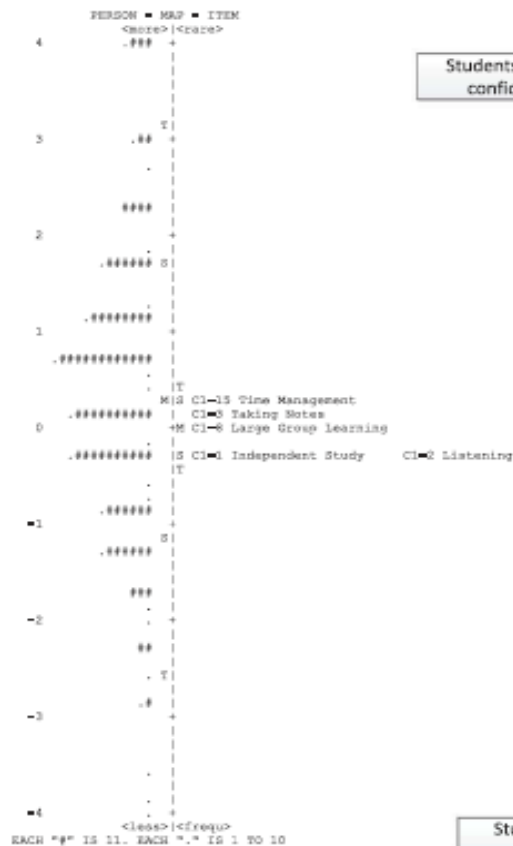 PERSON - MAP - ITEM
<more>|<rare>
4 .### +
Students
confid
|
|
|
T|
3 .## +
. |
|
#### |
. |
2 +
.###### S|
|
. |
.######## |
1 +
.############ |
. |
. |T
M|S C1-15 Time Management
.########## | C1-3 Taking Notes
0 +M C1-8 Large Group Learning
.########## |S C1-1 Independent Study C1-2 Listening
|T
. |
. |
.###### |
-1 +
S|
.###### |
|
### |
. |
-2 . +
## |
. T|
.# |
-3 +
|
. |
. |
-4 . +
<less>|<frequ>
EACH "#" IS 11. EACH "." IS 1 TO 10
Stu